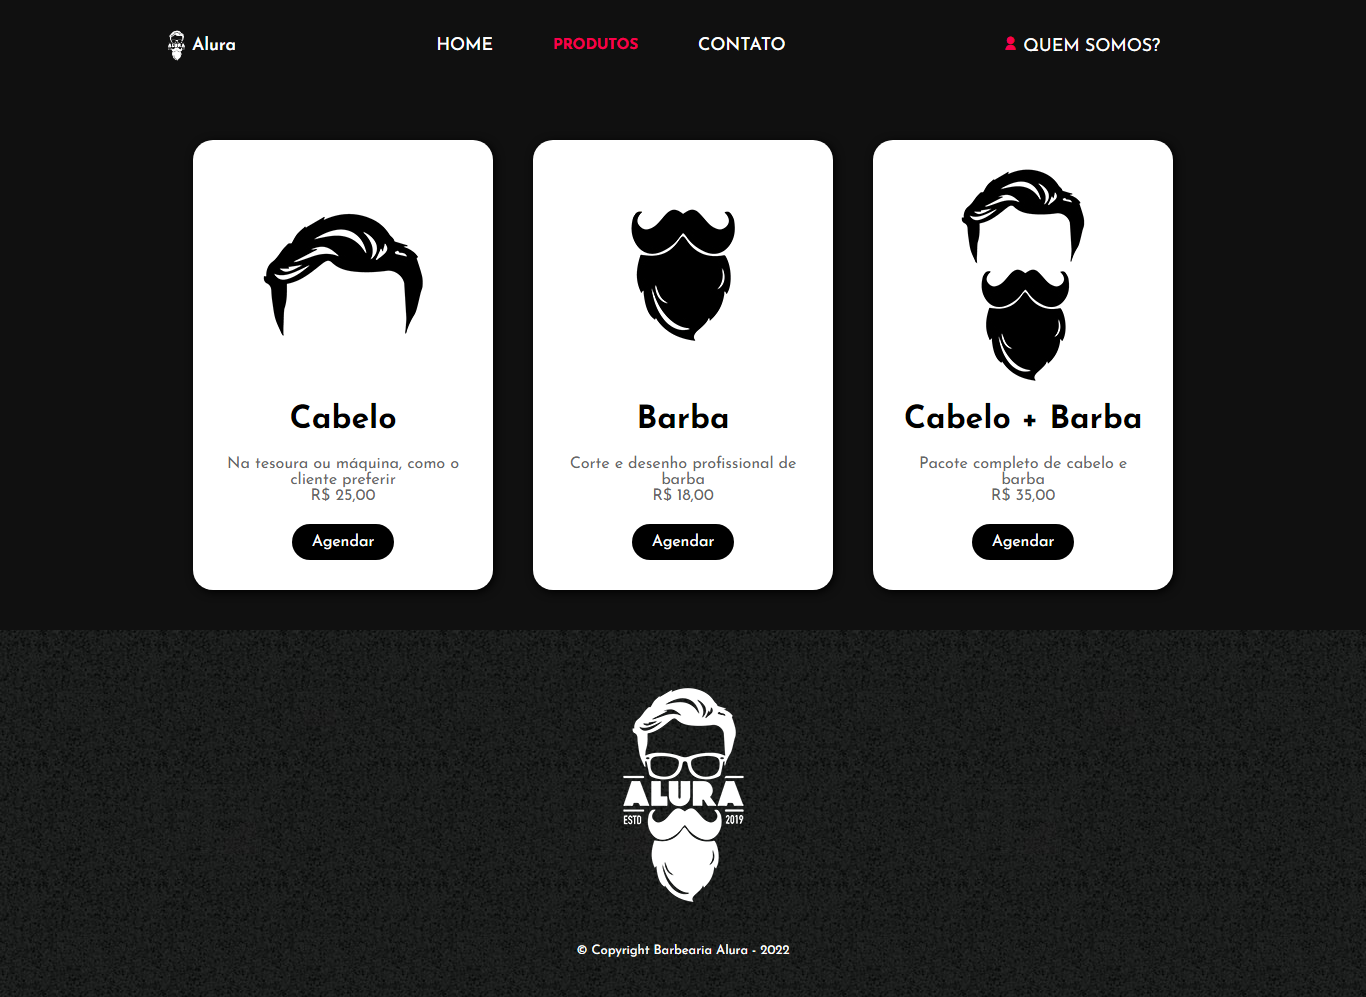 ALURA
Alura
HOME
PRODUTOS
CONTATO
QUEM SOMOS?
Cabelo
Na tesoura ou máquina, como o
cliente preferir
R$ 25,00
Agendar
Barba
Corte e desenho profissional de
barba
R$ 18,00
Agendar
Cabelo + Barba
Pacote completo de cabelo e
barba
R$ 35,00
Agendar
ALURA
ESTD 2019
© Copyright Barbearia Alura - 2022